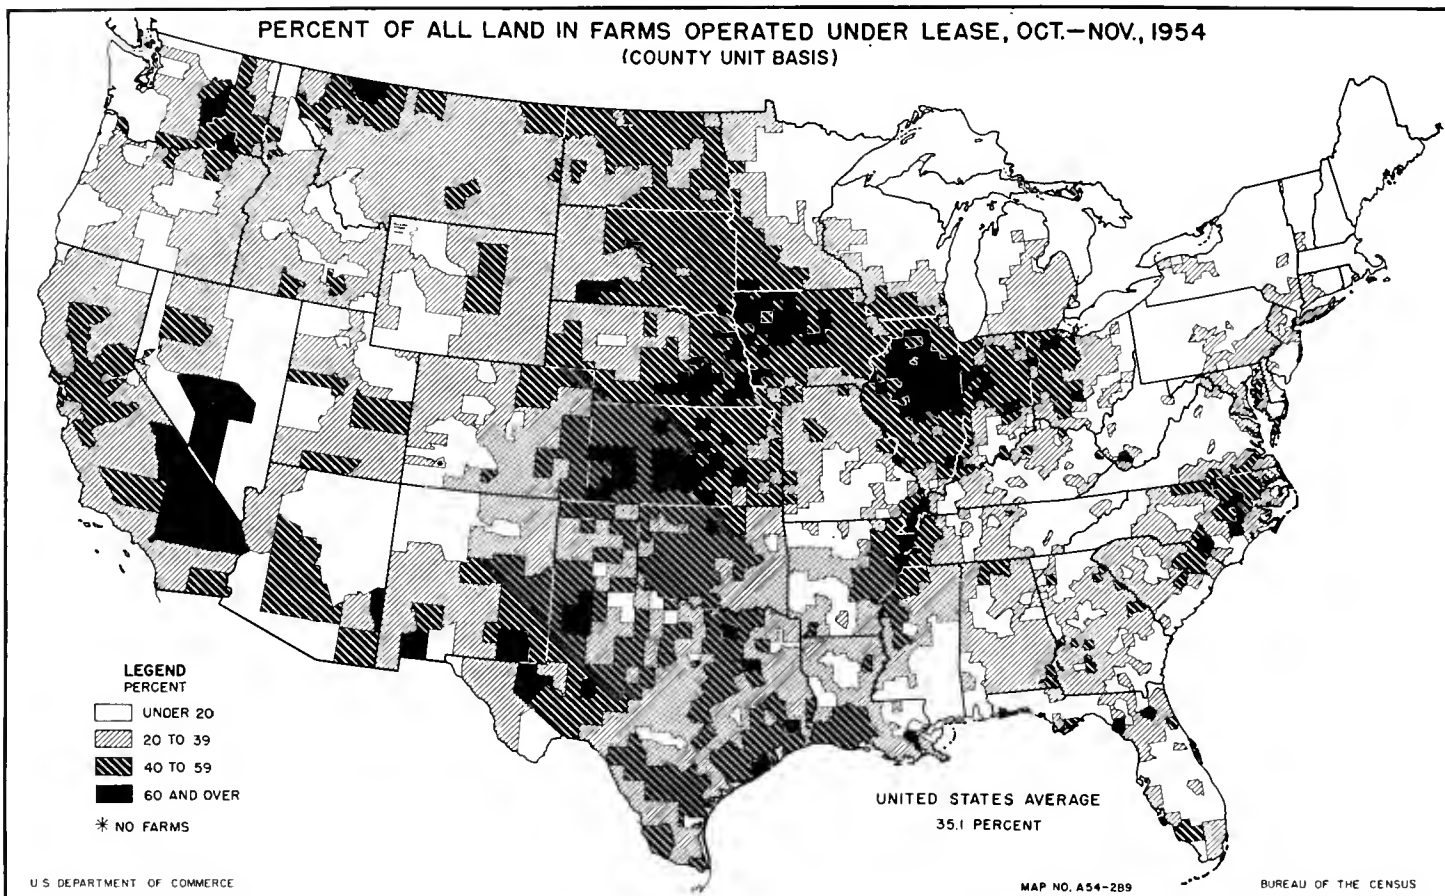 PERCENT OF ALL LAND IN FARMS OPERATED UNDER LEASE, OCT.—NOV., 1954
(COUNTY UNIT BASIS)
LEGEND
PERCENT
UNDER 20
20 TO 39
40 TO 59
60 AND OVER
* NO FARMS
UNITED STATES AVERAGE
35.1 PERCENT
U S DEPARTMENT OF COMMERCE
MAP NO. A54-289
BUREAU OF THE CENSUS